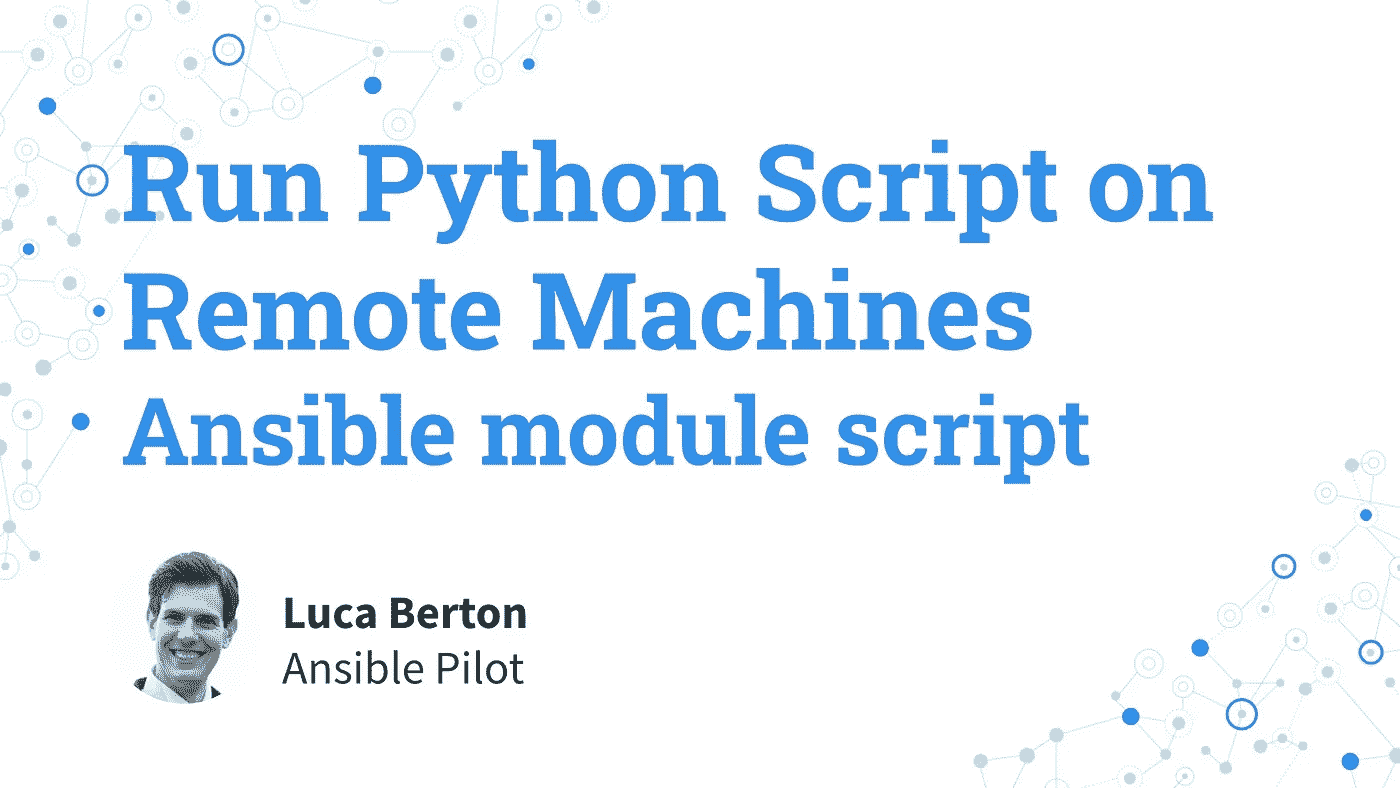 Run Python Script on
Remote Machines
Ansible module script
Luca Berton
Ansible Pilot